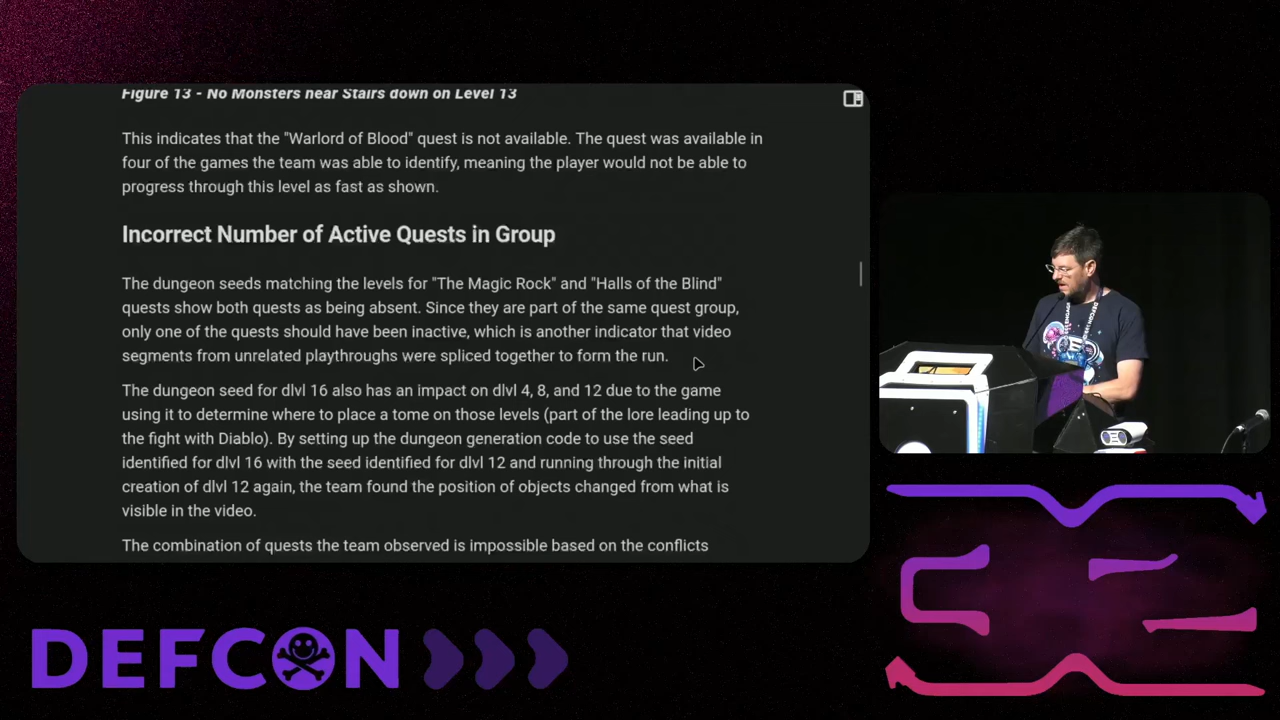 Figure 13 - No Monsters near Stairs down on Level 13
This indicates that the "Warlord of Blood" quest is not available. The quest was available in
four of the games the team was able to identify, meaning the player would not be able to
progress through this level as fast as shown.
Incorrect Number of Active Quests in Group
The dungeon seeds matching the levels for "The Magic Rock" and "Halls of the Blind"
quests show both quests as being absent. Since they are part of the same quest group,
only one of the quests should have been inactive, which is another indicator that video
segments from unrelated playthroughs were spliced together to form the run.
The dungeon seed for dlvl 16 also has an impact on dlvl 4, 8, and 12 due to the game
using it to determine where to place a tome on those levels (part of the lore leading up to
the fight with Diablo). By setting up the dungeon generation code to use the seed
identified for dlvl 16 with the seed identified for dlvl 12 and running through the initial
creation of dlvl 12 again, the team found the position of objects changed from what is
visible in the video.
The combination of quests the team observed is impossible based on the conflicts
DEFCON